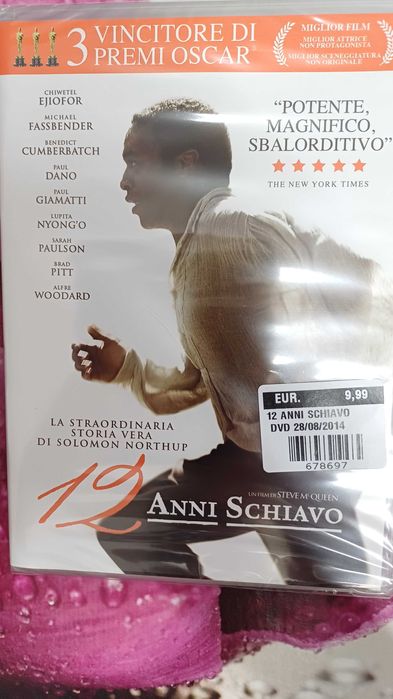 3 VINCITORE DI
PREMI OSCAR
MIGLIOR FILM
MIGLIOR ATTRICE
NON PROTAGONISTA
MIGLIOR SCENEGGIATURA
NON ORIGINALE
CHIWETEL
EJIOFOR
MICHAEL
FASSBENDER
BENEDICT
CUMBERBATCH
PAUL
DANO
PAUL
GIAMATTI
LUPITA
NYONG'O
SARAH
PAULSON
BRAD
PITT
ALFRE
WOODARD
"POTENTE,
MAGNIFICO,
SBALORDITIVO"
THE NEW YORK TIMES
EUR. 9,99
12 ANNI SCHIAVO
DVD 28/08/2014
678697
LA STRAORDINARIA
STORIA VERA
DI SOLOMON NORTHUP
12 ANNI SCHIAVO
UN FILM DI STEVE McQUEEN